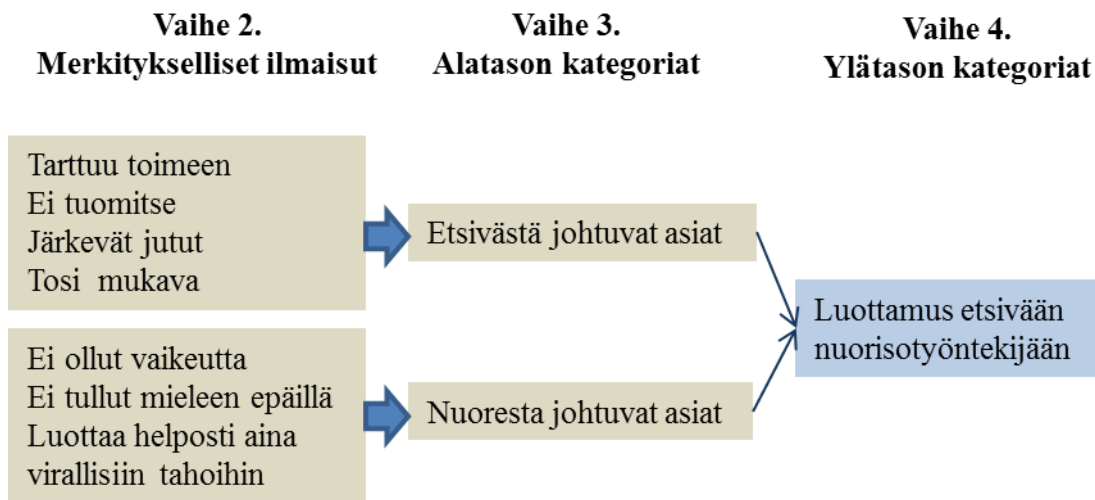 Vaihe 2.
Merkitykselliset ilmaisut
Vaihe 3.
Alatason kategoriat
Vaihe 4.
Ylätason kategoriat
Tarttuu toimeen
Ei tuomitse
Järkevät jutut
Tosi mukava
Etsivästä johtuvat asiat
Luottamus etsivään
nuorisotyöntekijään
Ei ollut vaikeutta
Ei tullut mieleen epäillä
Luottaa helposti aina
virallisiin tahoihin
Nuoresta johtuvat asiat